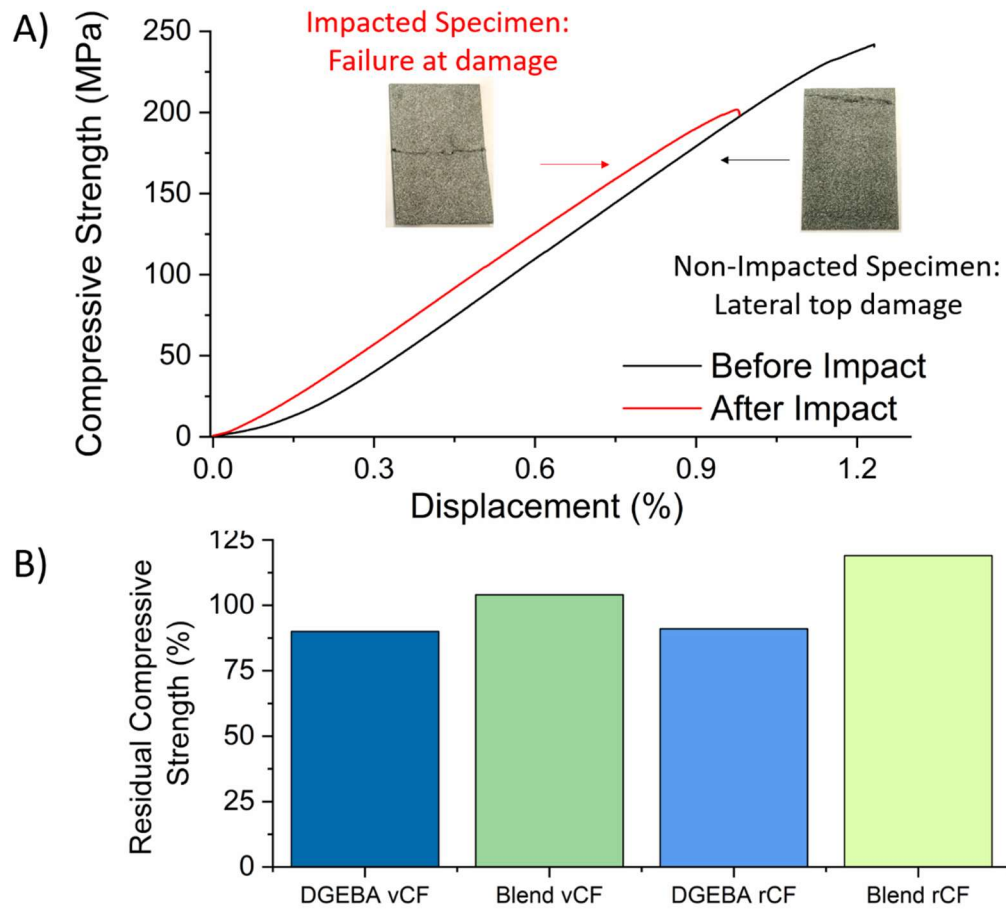 A)
Impacted Specimen:
Failure at damage
Non-Impacted Specimen:
Lateral top damage
Before Impact
After Impact
Compressive Strength (MPa)
250
200
150
100
50
0
0.0 0.3 0.6 0.9 1.2
Displacement (%)
B)
Residual Compressive
Strength (%)
125
100
75
50
25
0
DGEBA vCF Blend vCF DGEBA rCF Blend rCF